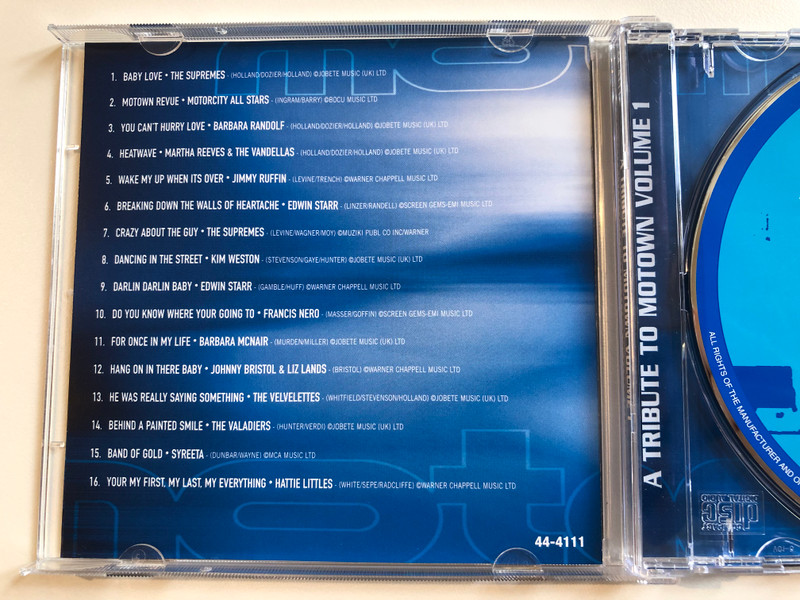 1. BABY LOVE • THE SUPREMES - (HOLLAND/DOZIER/HOLLAND) ©JOBETE MUSIC (UK) LTD
2. MOTOWN REVUE • MOTORCITY ALL STARS - (INGRAM/BARRY) ©BOCU MUSIC LTD
3. YOU CAN'T HURRY LOVE • BARBARA RANDOLF - (HOLLAND/DOZIER/HOLLAND) ©JOBETE MUSIC (UK) LTD
4. HEATWAVE • MARTHA REEVES & THE VANDELLAS - (HOLLAND/DOZIER/HOLLAND) ©JOBETE MUSIC (UK) LTD
5. WAKE MY UP WHEN ITS OVER • JIMMY RUFFIN - (LEVINE/TRENCH) ©WARNER CHAPPELL MUSIC LTD
6. BREAKING DOWN THE WALLS OF HEARTACHE • EDWIN STARR - (LINZER/RANDELL) ©SCREEN GEMS-EMI MUSIC LTD
7. CRAZY ABOUT THE GUY • THE SUPREMES - (LEVINE/WAGNER/MOY) ©MUZIKI PUBL CO INC/WARNER
8. DANCING IN THE STREET • KIM WESTON - (STEVENSON/GAYE/HUNTER) ©JOBETE MUSIC (UK) LTD
9. DARLIN DARLIN BABY • EDWIN STARR - (GAMBLE/HUFF) ©WARNER CHAPPELL MUSIC LTD
10. DO YOU KNOW WHERE YOUR GOING TO • FRANCIS NERO - (MASSER/GOFFIN) ©SCREEN GEMS-EMI MUSIC LTD
11. FOR ONCE IN MY LIFE • BARBARA MCNAIR - (MURDEN/MILLER) ©JOBETE MUSIC (UK) LTD
12. HANG ON IN THERE BABY • JOHNNY BRISTOL & LIZ LANDS - (BRISTOL) ©WARNER CHAPPELL MUSIC LTD
13. HE WAS REALLY SAYING SOMETHING • THE VELVELETTES - (WHITFIELD/STEVENSON/HOLLAND) ©JOBETE MUSIC (UK) LTD
14. BEHIND A PAINTED SMILE • THE VALADIERS - (HUNTER/VERDI) ©JOBETE MUSIC (UK) LTD
15. BAND OF GOLD • SYREETA - (DUNBAR/WAYNE) ©MCA MUSIC LTD
16. YOUR MY FIRST, MY LAST, MY EVERYTHING • HATTIE LITTLES - (WHITE/SEPE/RADCLIFFE) ©WARNER CHAPPELL MUSIC LTD
44-4111
A TRIBUTE TO MOTOWN VOLUME 1
ALL RIGHTS OF THE MANUFACTURER AND
COMPACT disc DIGITAL AUDIO